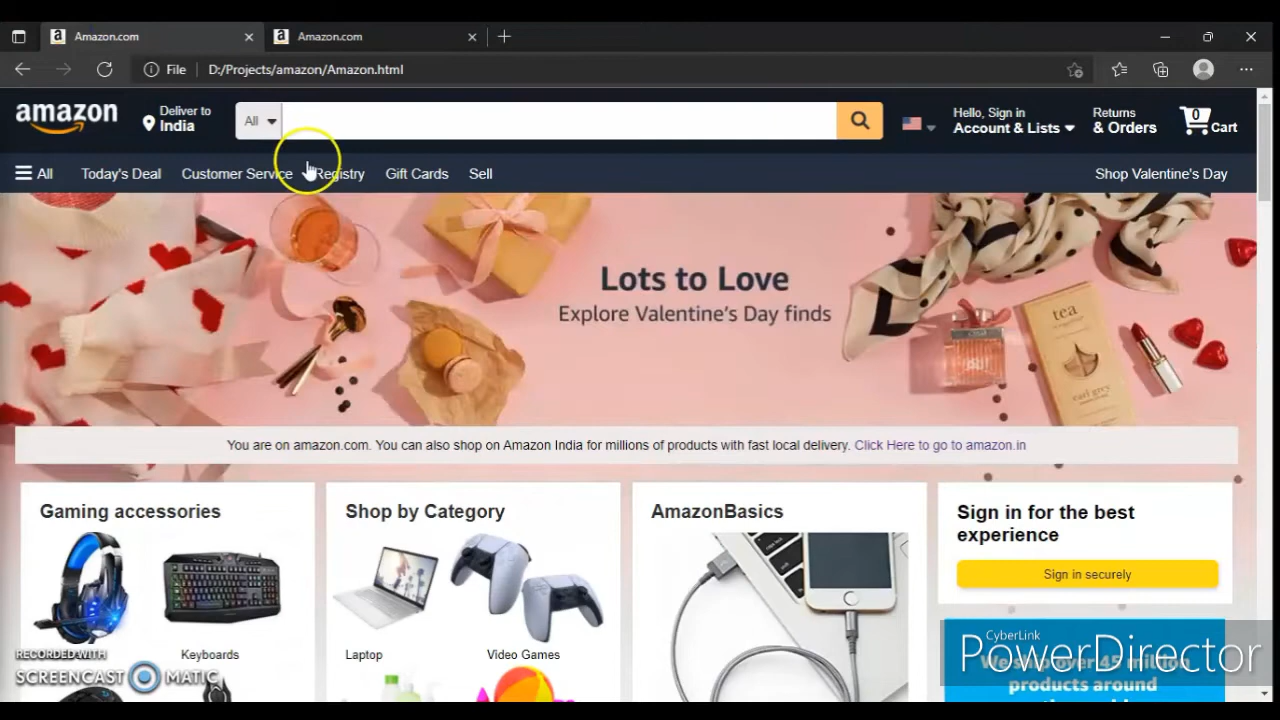 Amazon.com
Amazon.com
File
D:/Projects/amazon/Amazon.html
amazon
Deliver to
India
All
Hello, Sign in
Account & Lists
Returns
& Orders
0
Cart
All
Today's Deal
Customer Service
Registry
Gift Cards
Sell
Shop Valentine's Day
Lots to Love
Explore Valentine's Day finds
tea
earl grey
You are on amazon.com. You can also shop on Amazon India for millions of products with fast local delivery. Click Here to go to amazon.in
Gaming accessories
Shop by Category
AmazonBasics
Sign in for the best
experience
Sign in securely
Keyboards
Laptop
Video Games
RECORDED WITH
SCREENCAST MATIC
CyberLink
PowerDirector
We ship over 45 million
products around